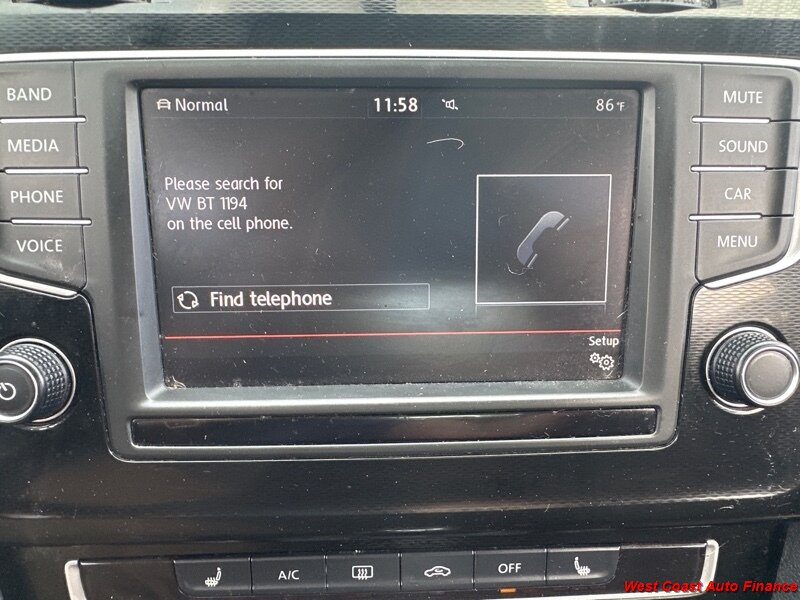 BAND
MEDIA
PHONE
VOICE
Normal 11:58 86°F
Please search for
VW BT 1194
on the cell phone.
Find telephone
Setup
MUTE
SOUND
CAR
MENU
A/C
OFF
West Coast Auto Finance